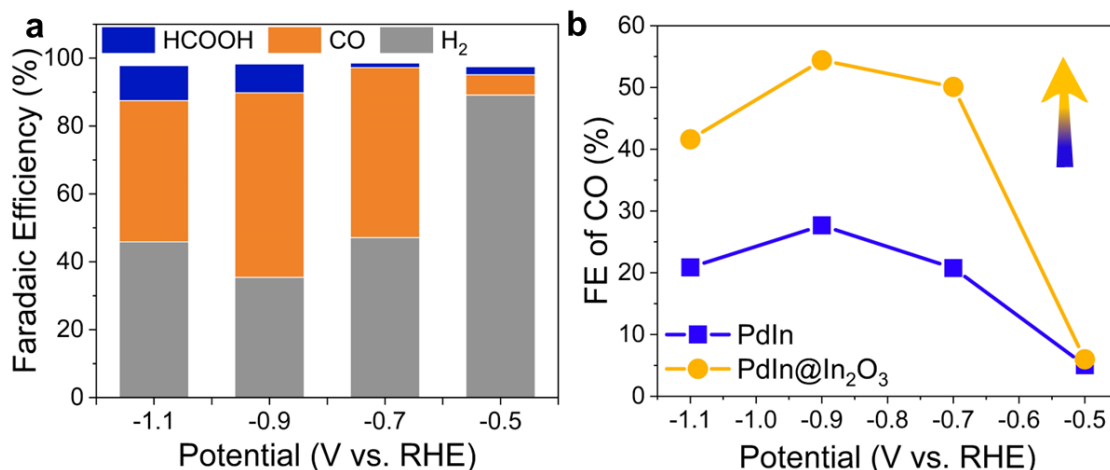 a
HCOOH CO H₂
Faradaic Efficiency (%)
100
80
60
40
20
0
-1.1 -0.9 -0.7 -0.5
Potential (V vs. RHE)
b
FE of CO (%)
60
50
40
30
20
10
0
PdIn
PdIn@In₂O₃
-1.1 -1.0 -0.9 -0.8 -0.7 -0.6 -0.5
Potential (V vs. RHE)